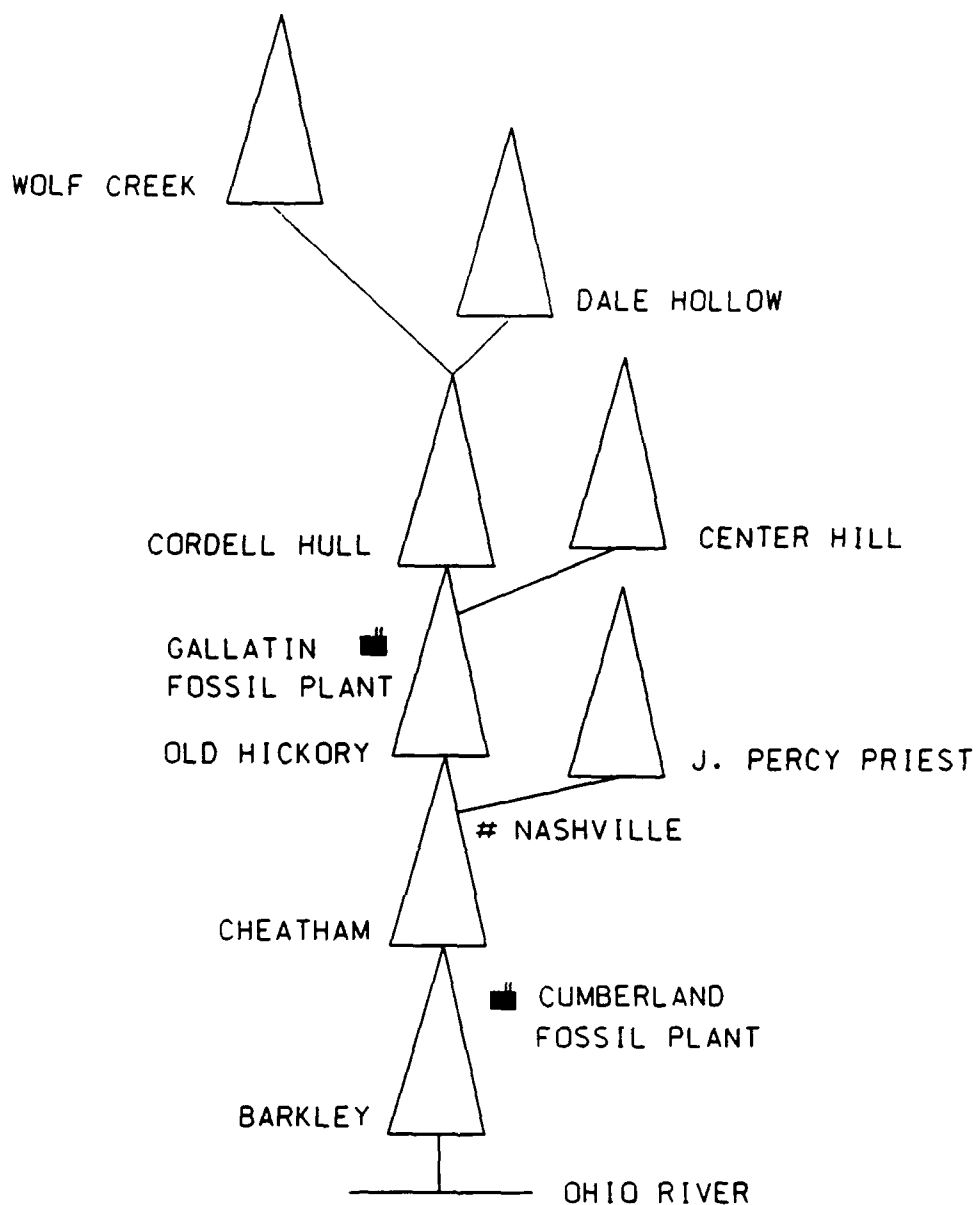 WOLF CREEK
DALE HOLLOW
CORDELL HULL
CENTER HILL
GALLATIN
FOSSIL PLANT
OLD HICKORY
J. PERCY PRIEST
# NASHVILLE
CHEATHAM
CUMBERLAND
FOSSIL PLANT
BARKLEY
OHIO RIVER